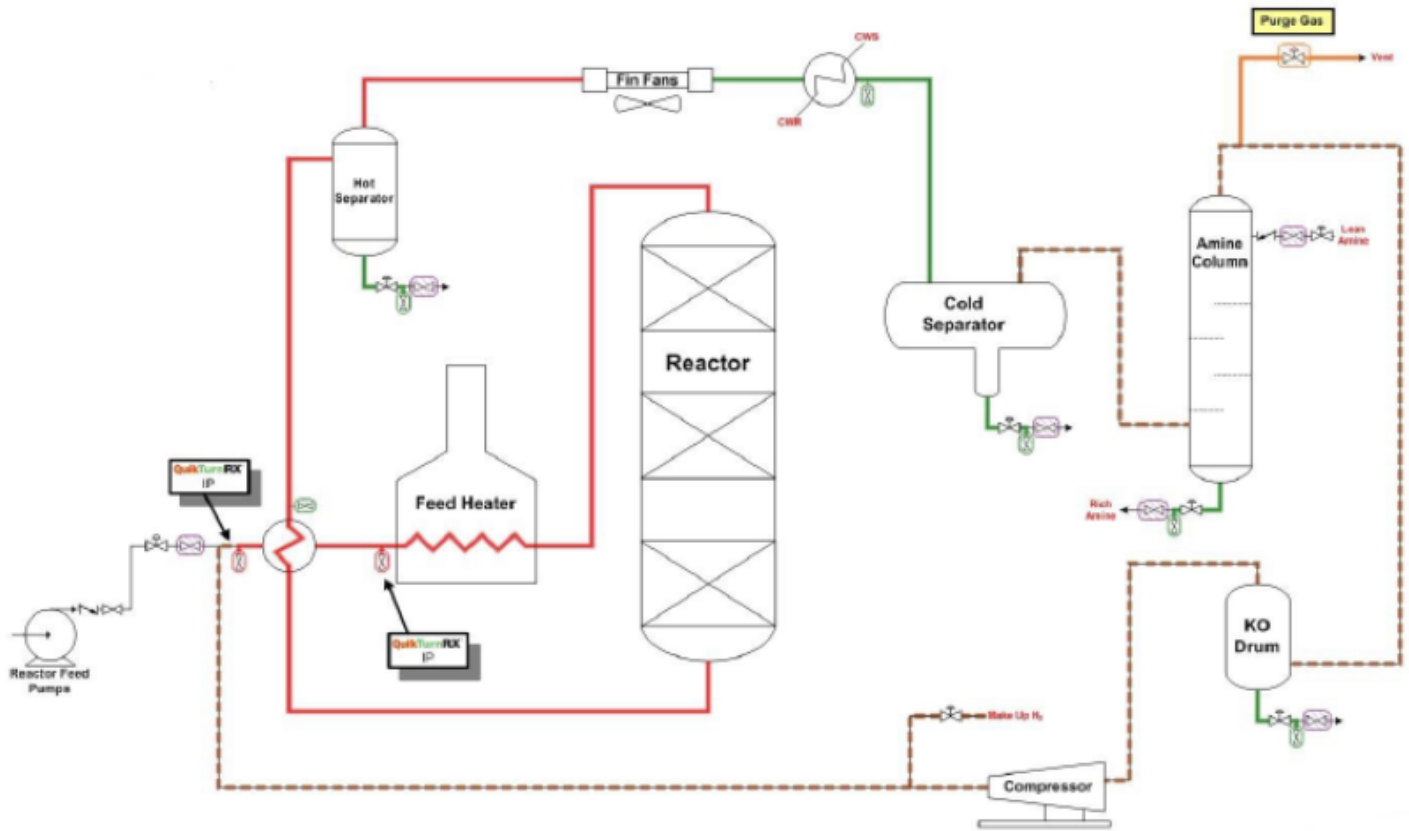 Purge Gas
Vent
CWS
Fin Fans
CWR
Hot
Separator
Lean
Amine
Amine
Column
Cold
Separator
Reactor
QuikTurnRX
IP
Feed Heater
Rich
Amine
KO
Drum
QuikTurnRX
IP
Reactor Feed
Pumps
Make Up H₂
Compressor